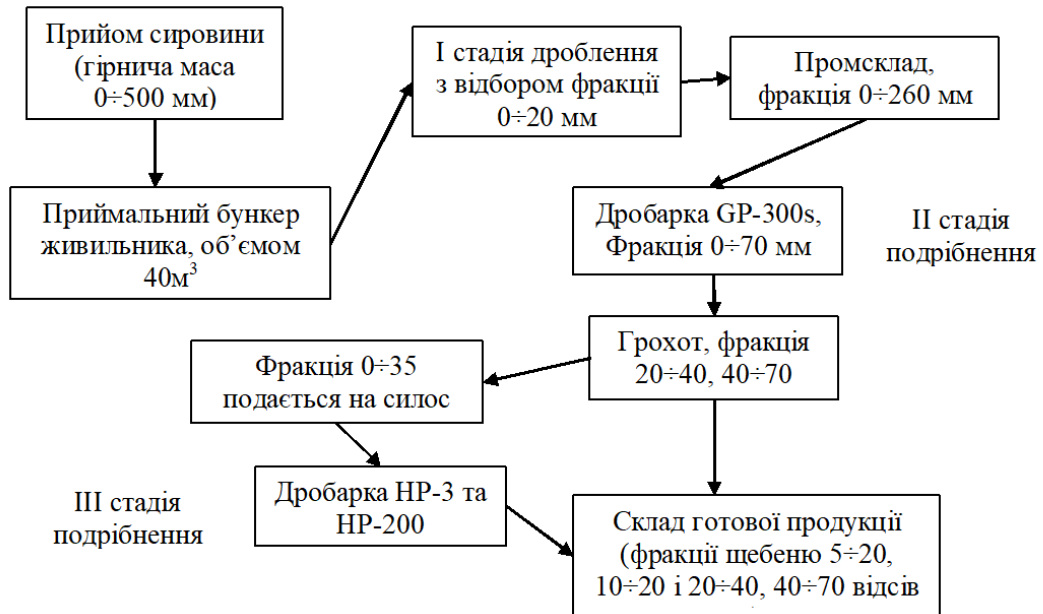 Прийом сировини
(гірнича маса
0÷500 мм)
І стадія дроблення
з відбором фракції
0÷20 мм
Промсклад,
фракція 0÷260 мм
Приймальний бункер
живильника, об’ємом
40м³
Дробарка GP-300s,
Фракція 0÷70 мм
ІІ стадія
подрібнення
Грохот, фракція
20÷40, 40÷70
Фракція 0÷35
подається на силос
ІІІ стадія
подрібнення
Дробарка HP-3 та
HP-200
Склад готової продукції
(фракції щебеню 5÷20,
10÷20 і 20÷40, 40÷70 відсів